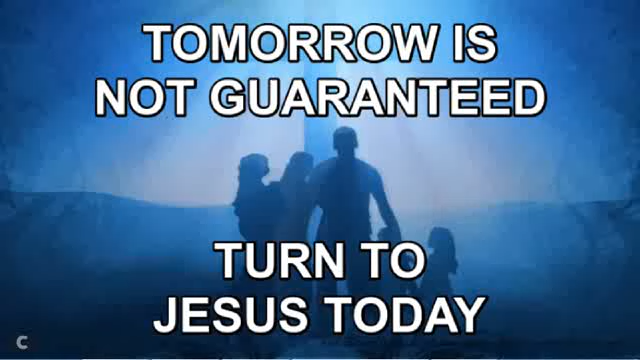 TOMORROW IS
NOT GUARANTEED
TURN TO
JESUS TODAY
C